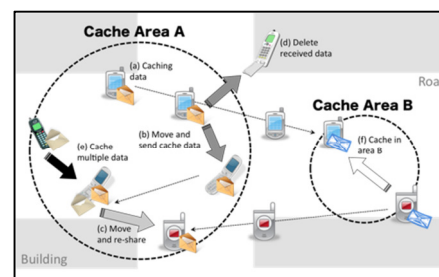 Cache Area A
(d) Delete
received data
(a) Caching
data
Roa
Cache Area B
(b) Move and
send cache data
(e) Cache
multiple data
(f) Cache in
area B
(c) Move
and re-share
Building